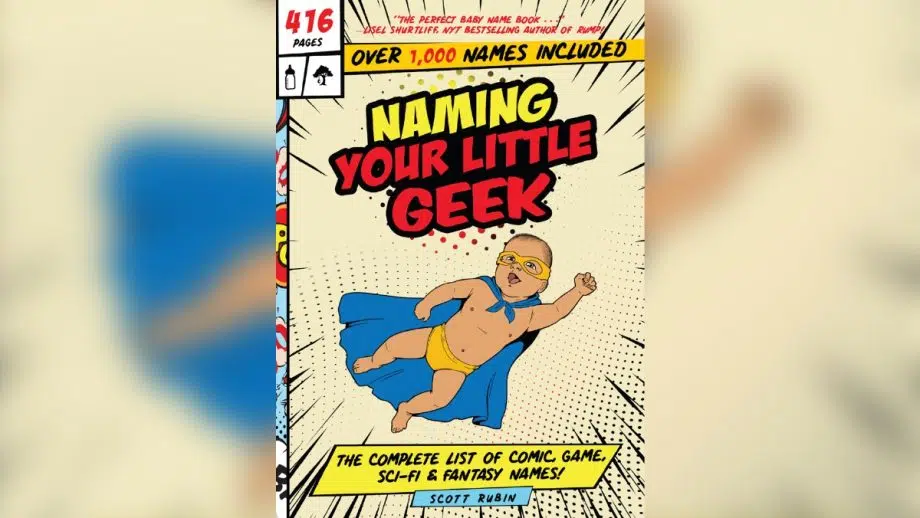 416
PAGES
"THE PERFECT BABY NAME BOOK . . ."
—LISEL SHURTLIFF, NYT BESTSELLING AUTHOR OF RUMP!
OVER 1,000 NAMES INCLUDED
NAMING
YOUR LITTLE
GEEK
THE COMPLETE LIST OF COMIC, GAME,
SCI-FI & FANTASY NAMES!
SCOTT RUBIN